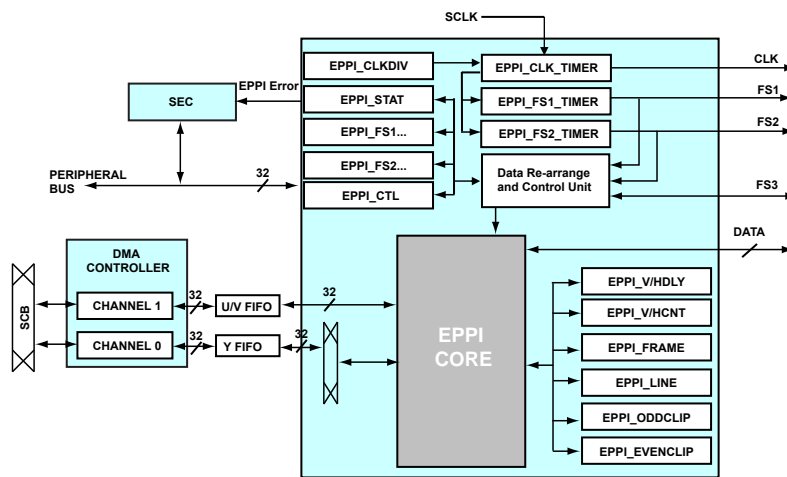 SCLK
EPPI_CLKDIV
EPPI_CLK_TIMER
CLK
EPPI Error
SEC
EPPI_STAT
EPPI_FS1_TIMER
FS1
EPPI_FS1...
EPPI_FS2_TIMER
FS2
EPPI_FS2...
Data Re-arrange
and Control Unit
PERIPHERAL
BUS
32
EPPI_CTL
FS3
DATA
DMA
CONTROLLER
EPPI_V/HDLY
SCB
CHANNEL 1
32
U/V FIFO
32
EPPI_V/HCNT
CHANNEL 0
32
Y FIFO
32
EPPI
CORE
EPPI_FRAME
EPPI_LINE
EPPI_ODDCLIP
EPPI_EVENCLIP